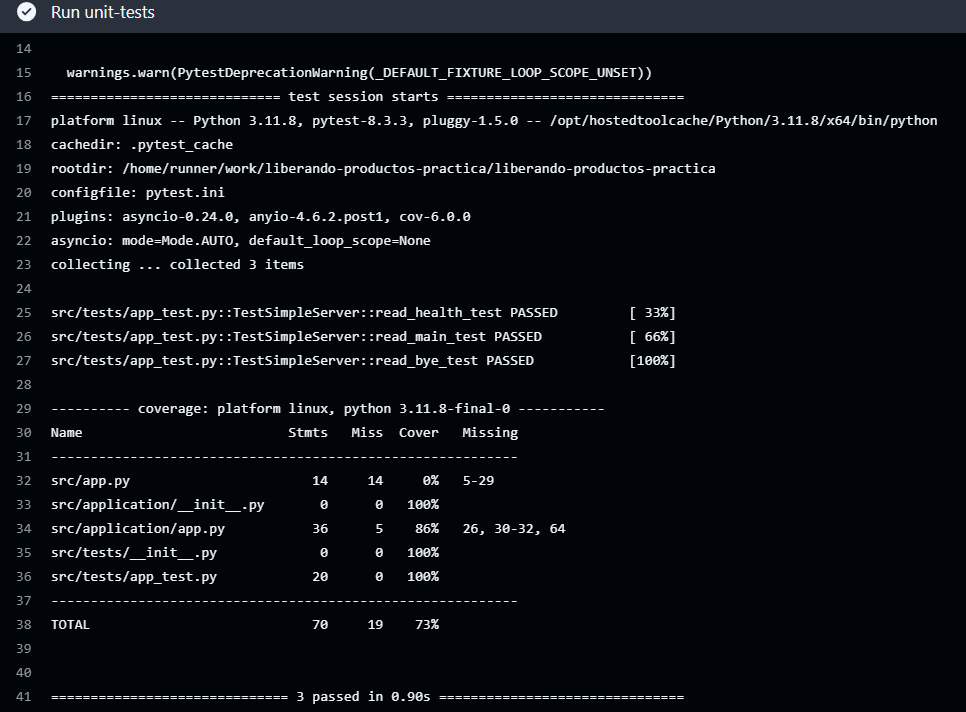 Run unit-tests
14
15 warnings.warn(PytestDeprecationWarning(_DEFAULT_FIXTURE_LOOP_SCOPE_UNSET))
16 ============================= test session starts ==============================
17 platform linux -- Python 3.11.8, pytest-8.3.3, pluggy-1.5.0 -- /opt/hostedtoolcache/Python/3.11.8/x64/bin/python
18 cachedir: .pytest_cache
19 rootdir: /home/runner/work/liberando-productos-practica/liberando-productos-practica
20 configfile: pytest.ini
21 plugins: asyncio-0.24.0, anyio-4.6.2.post1, cov-6.0.0
22 asyncio: mode=Mode.AUTO, default_loop_scope=None
23 collecting ... collected 3 items
24
25 src/tests/app_test.py::TestSimpleServer::read_health_test PASSED         [ 33%]
26 src/tests/app_test.py::TestSimpleServer::read_main_test PASSED           [ 66%]
27 src/tests/app_test.py::TestSimpleServer::read_bye_test PASSED            [100%]
28
29 ---------- coverage: platform linux, python 3.11.8-final-0 -----------
30 Name                          Stmts   Miss  Cover   Missing
31 -----------------------------------------------------------
32 src/app.py                       14     14     0%   5-29
33 src/application/__init__.py       0      0   100%
34 src/application/app.py           36      5    86%   26, 30-32, 64
35 src/tests/__init__.py             0      0   100%
36 src/tests/app_test.py            20      0   100%
37 -----------------------------------------------------------
38 TOTAL                            70     19    73%
39
40
41 ============================== 3 passed in 0.90s ===============================